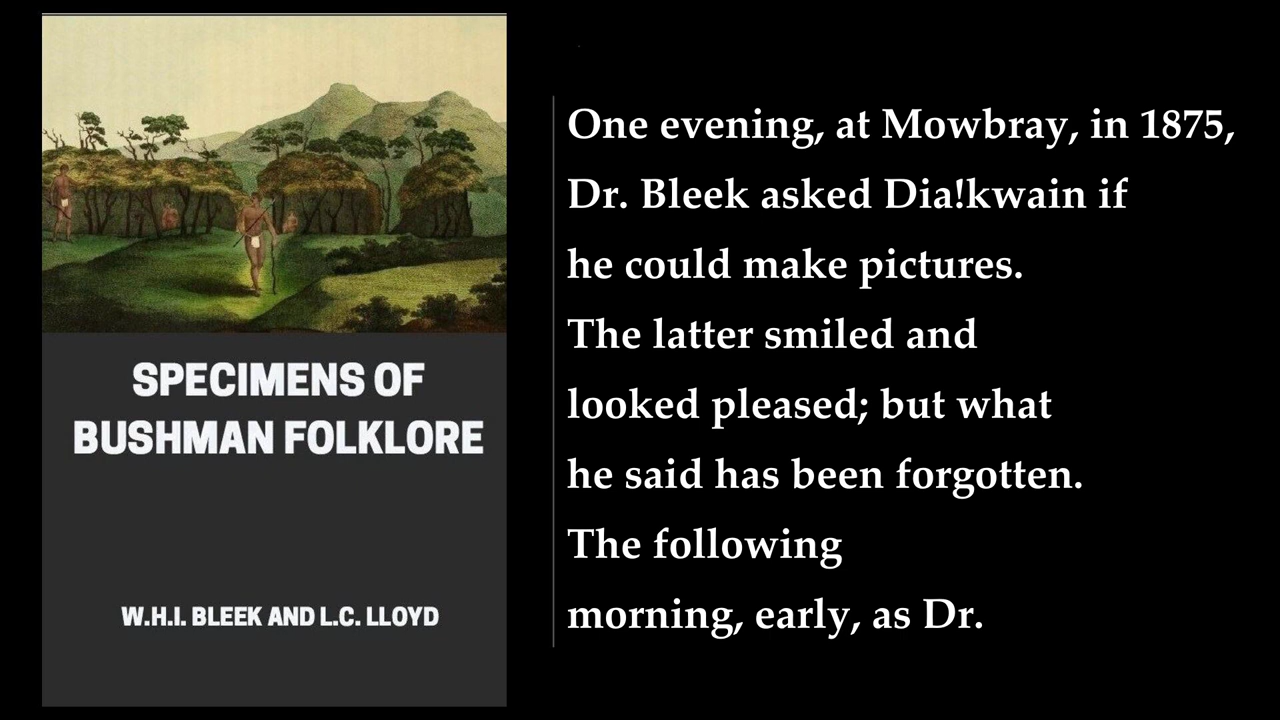 SPECIMENS OF
BUSHMAN FOLKLORE
W.H.I. BLEEK AND L.C. LLOYD
One evening, at Mowbray, in 1875,
Dr. Bleek asked Dia!kwain if
he could make pictures.
The latter smiled and
looked pleased; but what
he said has been forgotten.
The following
morning, early, as Dr.